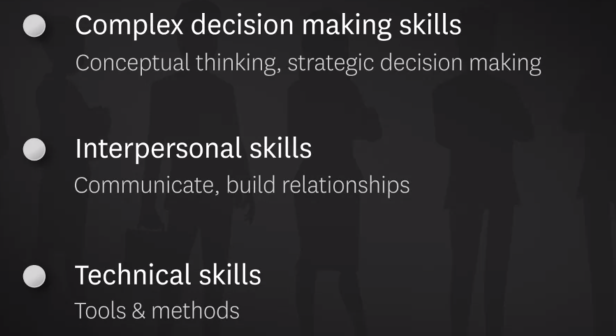 Complex decision making skills
Conceptual thinking, strategic decision making
Interpersonal skills
Communicate, build relationships
Technical skills
Tools & methods